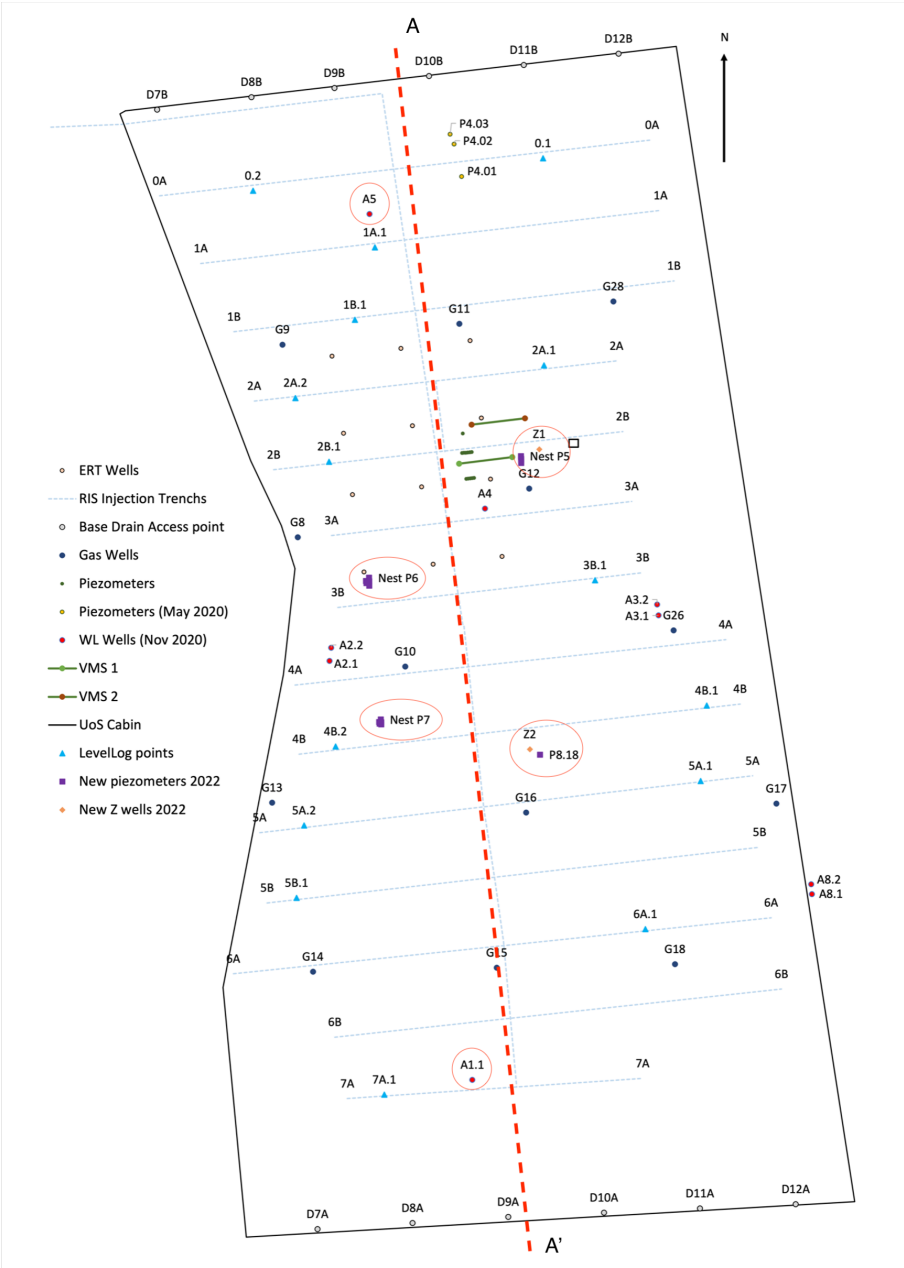 A
D12B
D11B
D10B
D9B
D8B
D7B
N
P4.03
P4.02
0A
0.1
P4.01
0.2
0A
A5
1A
1A.1
1A
1B
G28
1B.1
G11
1B
G9
2A
2A.1
2A
2A.2
2B
Z1
2B.1
2B
Nest P5
G12
3A
A4
3A
G8
3B.1
3B
Nest P6
3B
A3.2
A3.1
G26
4A
A2.2
A2.1
G10
4A
4B.1
4B
Nest P7
4B.2
4B
Z2
P8.18
5A.1
5A
G13
G17
G16
5A.2
5A
5B
5B.1
5B
A8.2
A8.1
6A
6A.1
G15
G14
G18
6A
6B
6B
A1.1
7A
7A.1
7A
D12A
D11A
D10A
D9A
D8A
D7A
A’
ERT Wells
RIS Injection Trenchs
Base Drain Access point
Gas Wells
Piezometers
Piezometers (May 2020)
WL Wells (Nov 2020)
VMS 1
VMS 2
UoS Cabin
LevelLog points
New piezometers 2022
New Z wells 2022